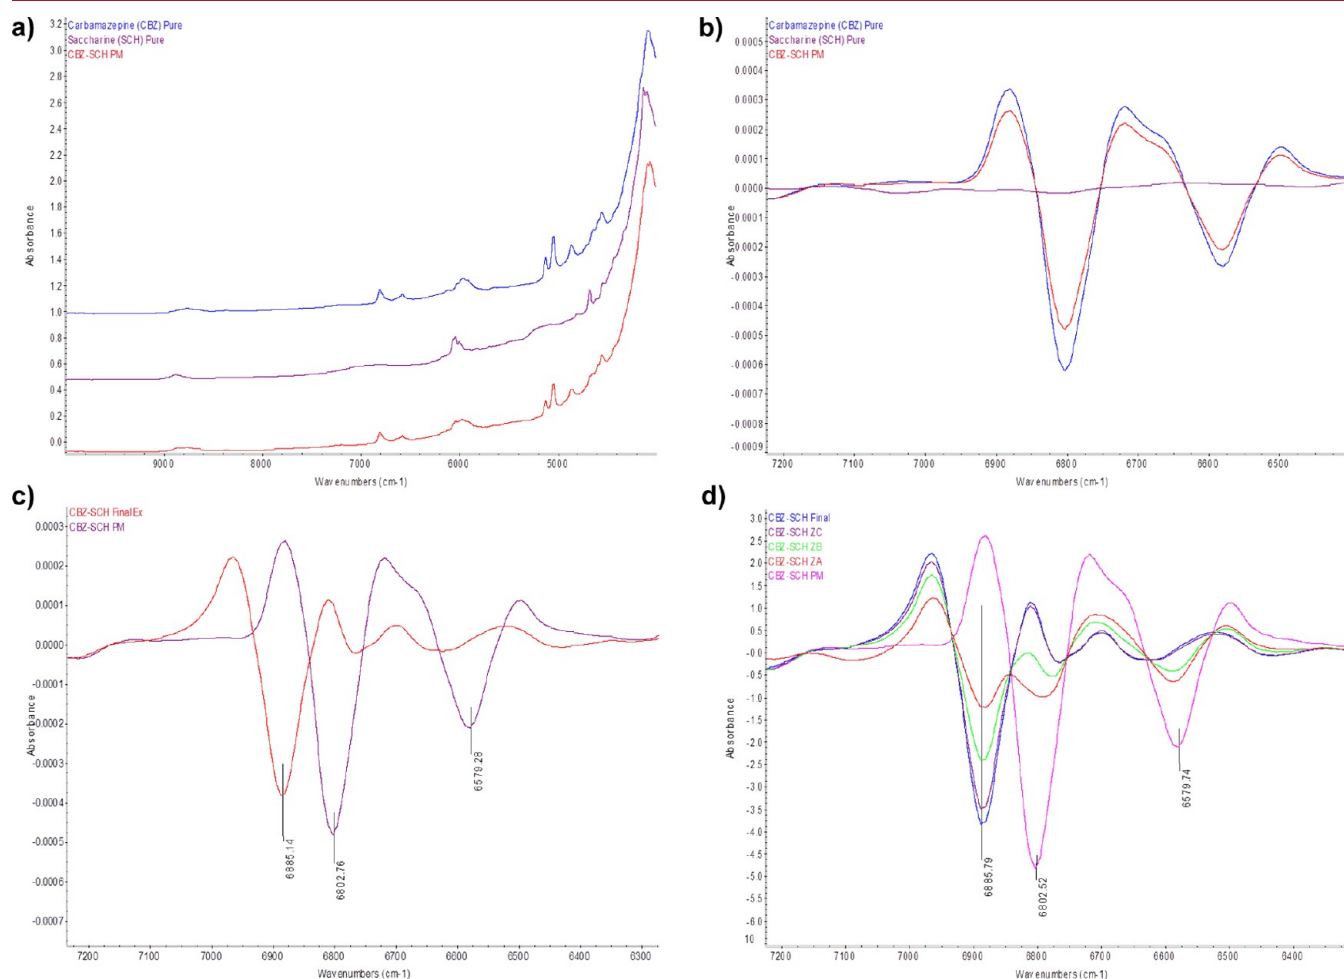 a)
Carbamazepine (CBZ) Pure
Saccharine (SCH) Pure
CBZ-SCH PM
3.2
3.0
2.8
2.6
2.4
2.2
2.0
1.8
1.6
1.4
1.2
1.0
0.8
0.6
0.4
0.2
0.0
Absorbance
9000 8000 7000 6000 5000
Wavenumbers (cm-1)
b)
Carbamazepine (CBZ) Pure
Saccharine (SCH) Pure
CBZ-SCH PM
0.0005
0.0004
0.0003
0.0002
0.0001
0.0000
-0.0001
-0.0002
-0.0003
-0.0004
-0.0005
-0.0006
-0.0007
-0.0008
-0.0009
Absorbance
7200 7100 7000 6900 6800 6700 6600 6500
Wavenumbers (cm-1)
c)
CBZ-SCH FinalEx
CBZ-SCH PM
0.0003
0.0002
0.0001
0.0000
-0.0001
-0.0002
-0.0003
-0.0004
-0.0005
-0.0006
-0.0007
Absorbance
6885.14
6802.76
6579.28
7200 7100 7000 6900 6800 6700 6600 6500 6400 6300
Wavenumbers (cm-1)
d)
CBZ-SCH Final
CBZ-SCH ZC
CBZ-SCH ZB
CBZ-SCH ZA
CBZ-SCH PM
3.0
2.5
2.0
1.5
1.0
0.5
-0.0
-0.5
-1.0
-1.5
-2.0
-2.5
-3.0
-3.5
-4.0
-4.5
-5.0
-5.5
-6.0
10
Absorbance
6885.79
6802.52
6579.74
7200 7100 7000 6900 6800 6700 6600 6500 6400
Wavenumbers (cm-1)